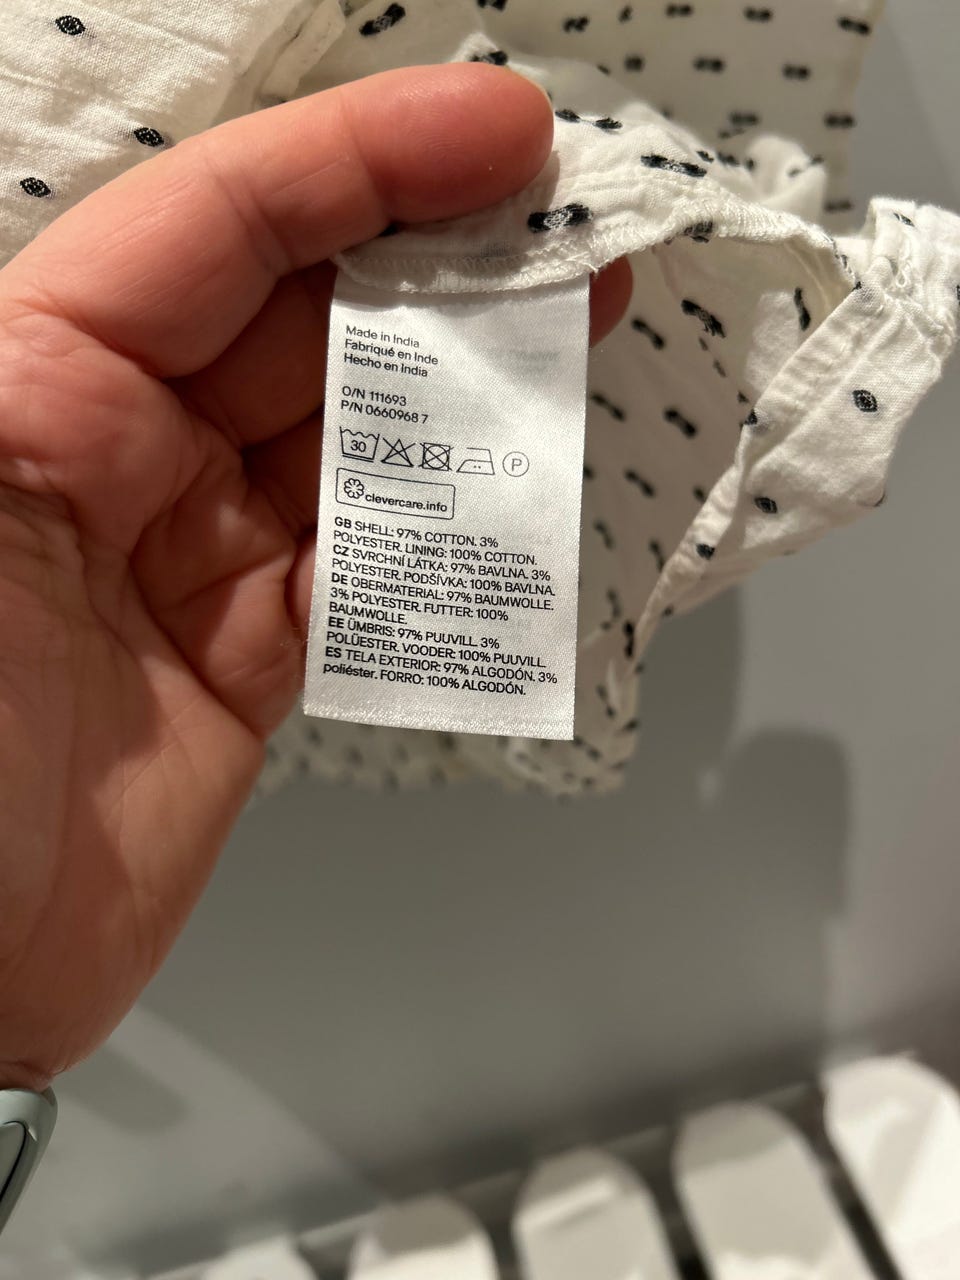 Made in India
Fabriqué en Inde
Hecho en India
O/N 111693
P/N 0660968 7
30
P
clevercare.info
GB SHELL: 97% COTTON. 3%
POLYESTER. LINING: 100% COTTON.
CZ SVRCHNÍ LÁTKA: 97% BAVLNA. 3%
POLYESTER. PODŠÍVKA: 100% BAVLNA.
DE OBERMATERIAL: 97% BAUMWOLLE.
3% POLYESTER. FUTTER: 100%
BAUMWOLLE.
EE ÜMBRIS: 97% PUUVILL. 3%
POLÜESTER. VOODER: 100% PUUVILL.
ES TELA EXTERIOR: 97% ALGODÓN. 3%
poliéster. FORRO: 100% ALGODÓN.